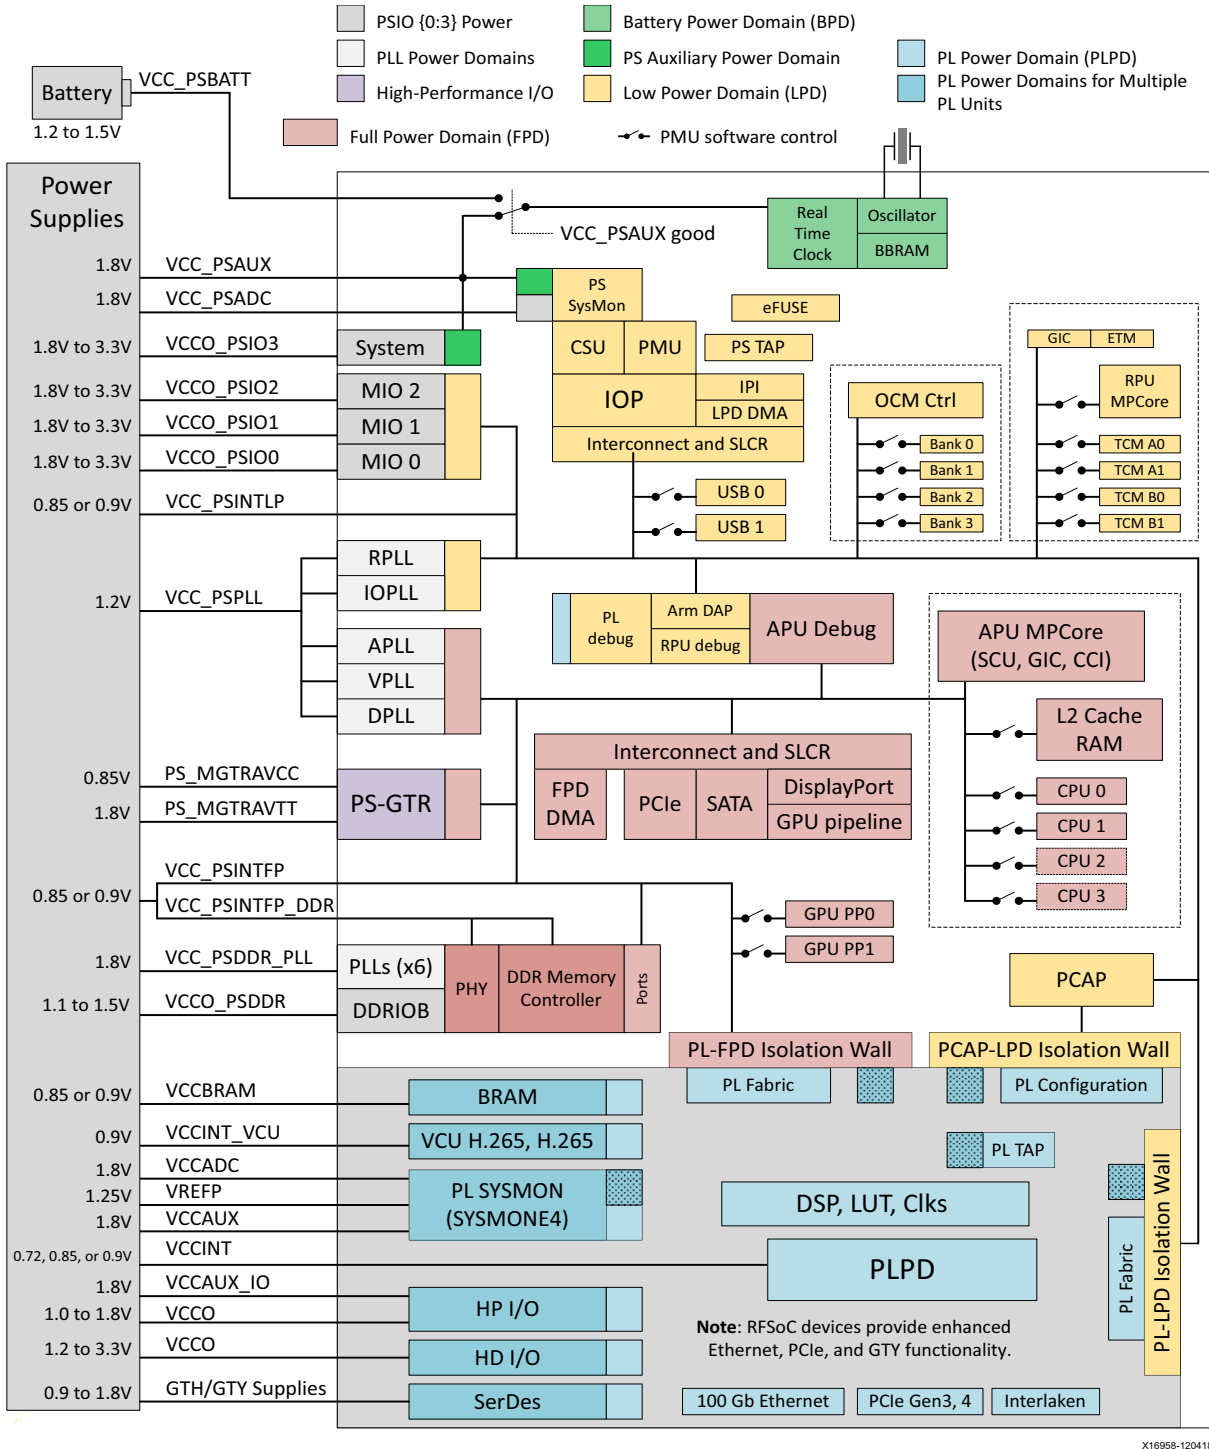 PSIO {0:3} Power
PLL Power Domains
High-Performance I/O
Full Power Domain (FPD)
Battery Power Domain (BPD)
PS Auxiliary Power Domain
Low Power Domain (LPD)
PMU software control
PL Power Domain (PLPD)
PL Power Domains for Multiple
PL Units
Battery
VCC_PSBATT
1.2 to 1.5V
Power
Supplies
Real
Time
Clock
Oscillator
BBRAM
VCC_PSAUX good
1.8V
VCC_PSAUX
1.8V
VCC_PSADC
PS
SysMon
eFUSE
1.8V to 3.3V
VCCO_PSIO3
System
CSU
PMU
PS TAP
GIC
ETM
1.8V to 3.3V
VCCO_PSIO2
MIO 2
IOP
IPI
LPD DMA
OCM Ctrl
RPU
MPCore
1.8V to 3.3V
VCCO_PSIO1
MIO 1
1.8V to 3.3V
VCCO_PSIO0
MIO 0
Interconnect and SLCR
Bank 0
Bank 1
Bank 2
Bank 3
TCM A0
TCM A1
TCM B0
TCM B1
0.85 or 0.9V
VCC_PSINTLP
USB 0
USB 1
RPLL
IOPLL
1.2V
VCC_PSPLL
APLL
VPLL
DPLL
PL
debug
Arm DAP
RPU debug
APU Debug
APU MPCore
(SCU, GIC, CCI)
L2 Cache
RAM
Interconnect and SLCR
FPD
DMA
PCIe
SATA
DisplayPort
GPU pipeline
CPU 0
CPU 1
CPU 2
CPU 3
0.85V
PS_MGTRAVCC
1.8V
PS_MGTRAVTT
PS-GTR
VCC_PSINTFP
0.85 or 0.9V
VCC_PSINTFP_DDR
GPU PP0
GPU PP1
1.8V
VCC_PSDDR_PLL
PLLs (x6)
1.1 to 1.5V
VCCO_PSDDR
DDRIOB
PHY
DDR Memory
Controller
Ports
PCAP
PL-FPD Isolation Wall
PCAP-LPD Isolation Wall
PL Fabric
PL Configuration
0.85 or 0.9V
VCCBRAM
BRAM
0.9V
VCCINT_VCU
VCU H.265, H.265
PL TAP
1.8V
VCCADC
1.25V
VREFP
1.8V
VCCAUX
PL SYSMON
(SYSMONE4)
DSP, LUT, Clks
PL Fabric
PL-LPD Isolation Wall
0.72, 0.85, or 0.9V
VCCINT
PLPD
1.8V
VCCAUX_IO
1.0 to 1.8V
VCCO
HP I/O
Note: RFSoC devices provide enhanced
Ethernet, PCIe, and GTY functionality.
1.2 to 3.3V
VCCO
HD I/O
0.9 to 1.8V
GTH/GTY Supplies
SerDes
100 Gb Ethernet
PCIe Gen3, 4
Interlaken
X16958-120418